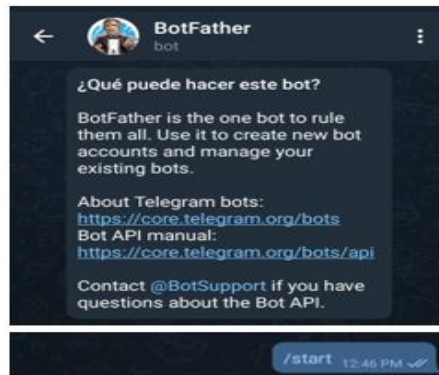 BotFather
bot
¿Qué puede hacer este bot?
BotFather is the one bot to rule
them all. Use it to create new bot
accounts and manage your
existing bots.
About Telegram bots:
https://core.telegram.org/bots
Bot API manual:
https://core.telegram.org/bots/api
Contact @BotSupport if you have
questions about the Bot API.
/start 12:46 PM